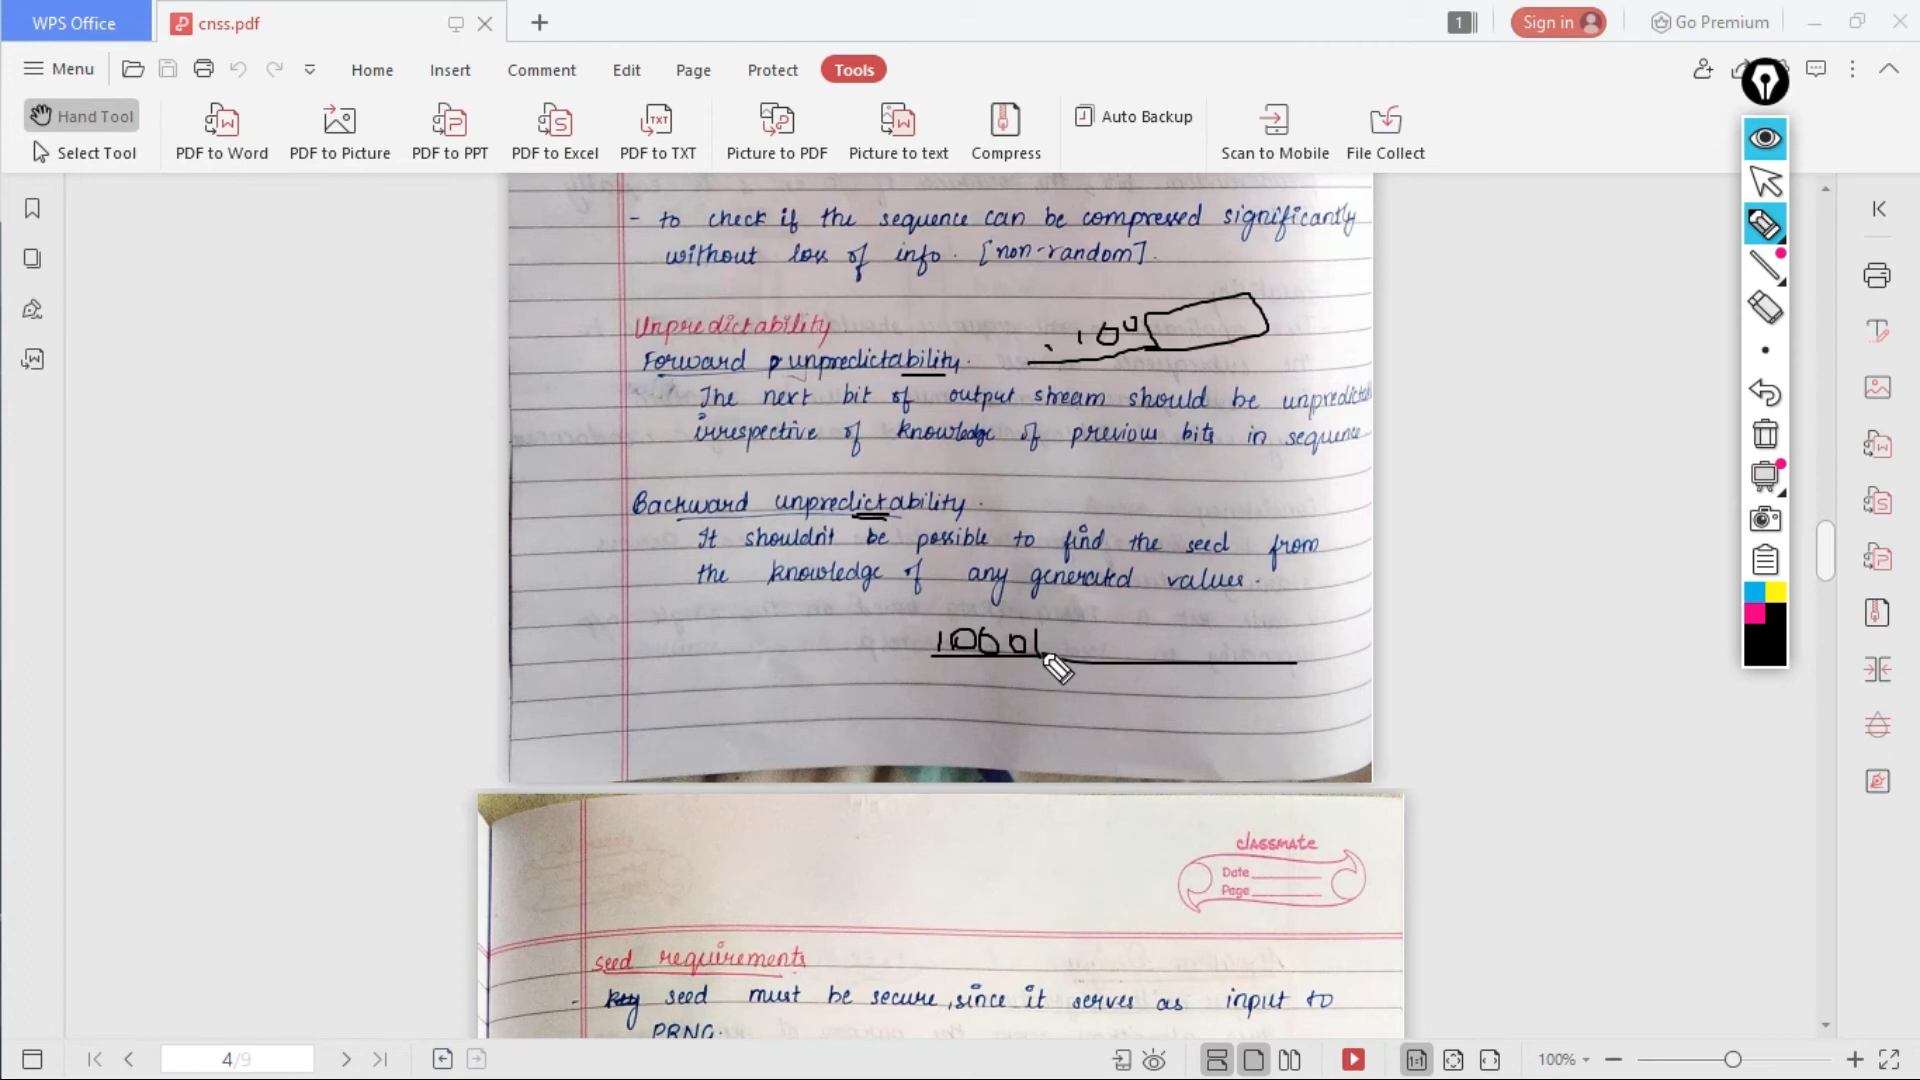 WPS Office
cnss.pdf
1
Sign in
Go Premium
Menu
Home
Insert
Comment
Edit
Page
Protect
Tools
Hand Tool
Select Tool
PDF to Word
PDF to Picture
PDF to PPT
PDF to Excel
PDF to TXT
Picture to PDF
Picture to text
Compress
Auto Backup
Scan to Mobile
File Collect
- to check if the sequence can be compressed significantly
without loss of info. [non-random].
Unpredictability
Forward unpredictability.
100
The next bit of output stream should be unpredictab
irrespective of knowledge of previous bits in sequence
Backward unpredictability.
It shouldn't be possible to find the seed from
the knowledge of any generated values.
10001
classmate
Date
Page
seed requirements
- key seed must be secure, since it serves as input to
PRNG.
4/9
100%